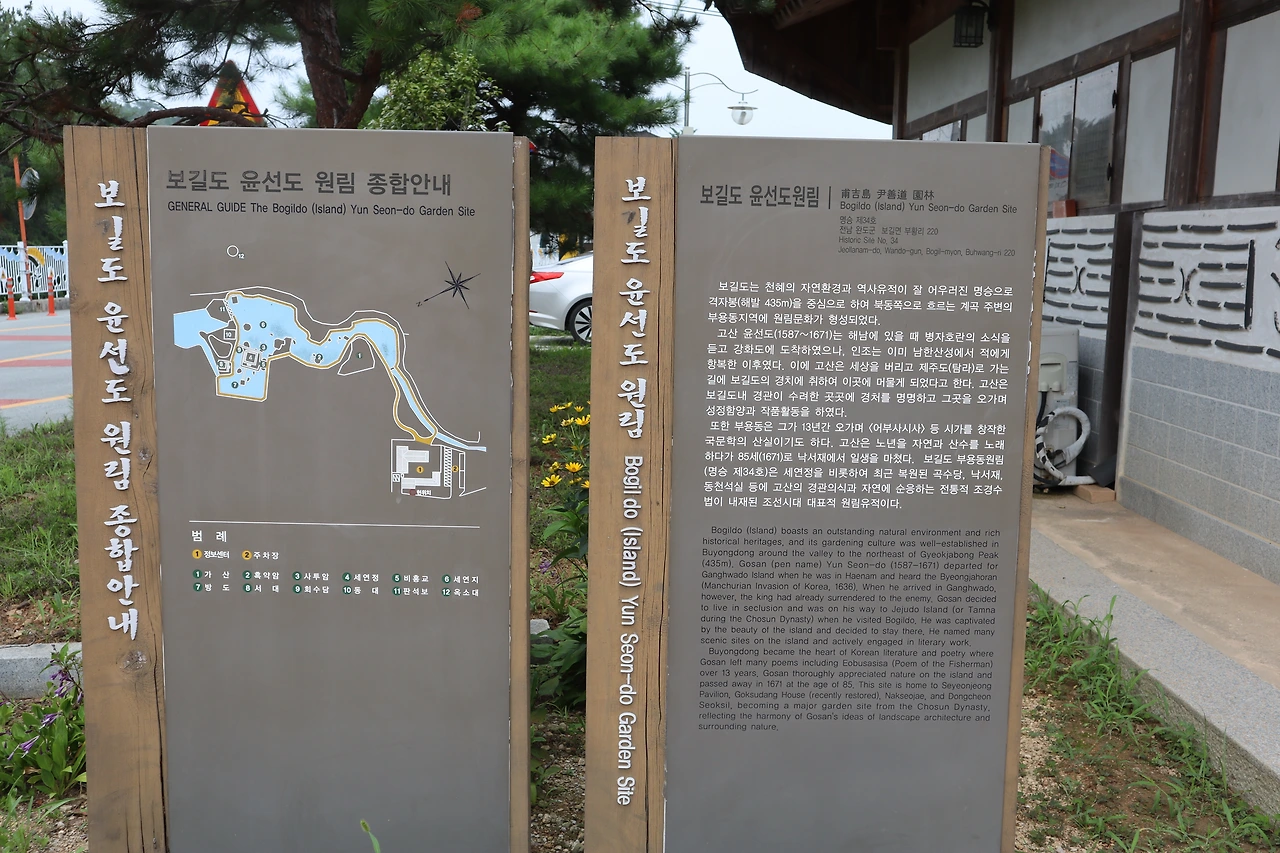 보길도 윤선도 원림 종합안내
보길도 윤선도 원림 종합안내
GENERAL GUIDE The Bogildo (Island) Yun Seon-do Garden Site
12
11
10
6
9
5
4
7
2
1
1
2
현위치
범 례
1 정보센터 2 주차장
1 가 산 2 혹약암 3 사투암 4 세연정 5 비홍교 6 세연지
7 방 도 8 서 대 9 회수담 10 동 대 11 판석보 12 옥소대
보길도 윤선도 원림 Bogildo (Island) Yun Seon-do Garden Site
보길도 윤선도원림
甫吉島 尹善道 園林
Bogildo (Island) Yun Seon-do Garden Site
명승 제34호
전남 완도군 보길면 부황리 220
Historic Site No. 34
Jeollanam-do, Wando-gun, Bogil-myon, Buhwang-ri 220
보길도는 천혜의 자연환경과 역사유적이 잘 어우러진 명승으로
격자봉(해발 435m)을 중심으로 하여 북동쪽으로 흐르는 계곡 주변의
부용동지역에 원림문화가 형성되었다.
고산 윤선도(1587~1671)는 해남에 있을 때 병자호란의 소식을
듣고 강화도에 도착하였으나, 인조는 이미 남한산성에서 적에게
항복한 이후였다. 이에 고산은 세상을 버리고 제주도(탐라)로 가는
길에 보길도의 경치에 취하여 이곳에 머물게 되었다고 한다. 고산은
보길도내 경관이 수려한 곳곳에 경처를 명명하고 그곳을 오가며
성정함양과 작품활동을 하였다.
또한 부용동은 그가 13년간 오가며 〈어부사시사〉 등 시가를 창작한
국문학의 산실이기도 하다. 고산은 노년을 자연과 산수를 노래
하다가 85세(1671)로 낙서재에서 일생을 마쳤다. 보길도 부용동원림
(명승 제34호)은 세연정을 비롯하여 최근 복원된 곡수당, 낙서재,
동천석실 등에 고산의 경관의식과 자연에 순응하는 전통적 조경수
법이 내재된 조선시대 대표적 원림유적이다.
Bogildo (Island) boasts an outstanding natural environment and rich
historical heritages, and its gardening culture was well-established in
Buyongdong around the valley to the northeast of Gyeokjabong Peak
(435m). Gosan (pen name) Yun Seon-do (1587-1671) departed for
Ganghwado Island when he was in Haenam and heard the Byeongjahoran
(Manchurian Invasion of Korea, 1636). When he arrived in Ganghwado,
however, the king had already surrendered to the enemy. Gosan decided
to live in seclusion and was on his way to Jejudo Island (or Tamna
during the Chosun Dynasty) when he visited Bogildo. He was captivated
by the beauty of the island and decided to stay there. He named many
scenic sites on the island and actively engaged in literary work.
Buyongdong became the heart of Korean literature and poetry where
Gosan left many poems including Eobusasisa (Poem of the Fisherman)
over 13 years. Gosan thoroughly appreciated nature on the island and
passed away in 1671 at the age of 85. This site is home to Seyeonjeong
Pavilion, Goksudang House (recently restored), Nakseojae, and Dongcheon
Seoksil, becoming a major garden site from the Chosun Dynasty,
reflecting the harmony of Gosan's ideas of landscape architecture and
surrounding nature.